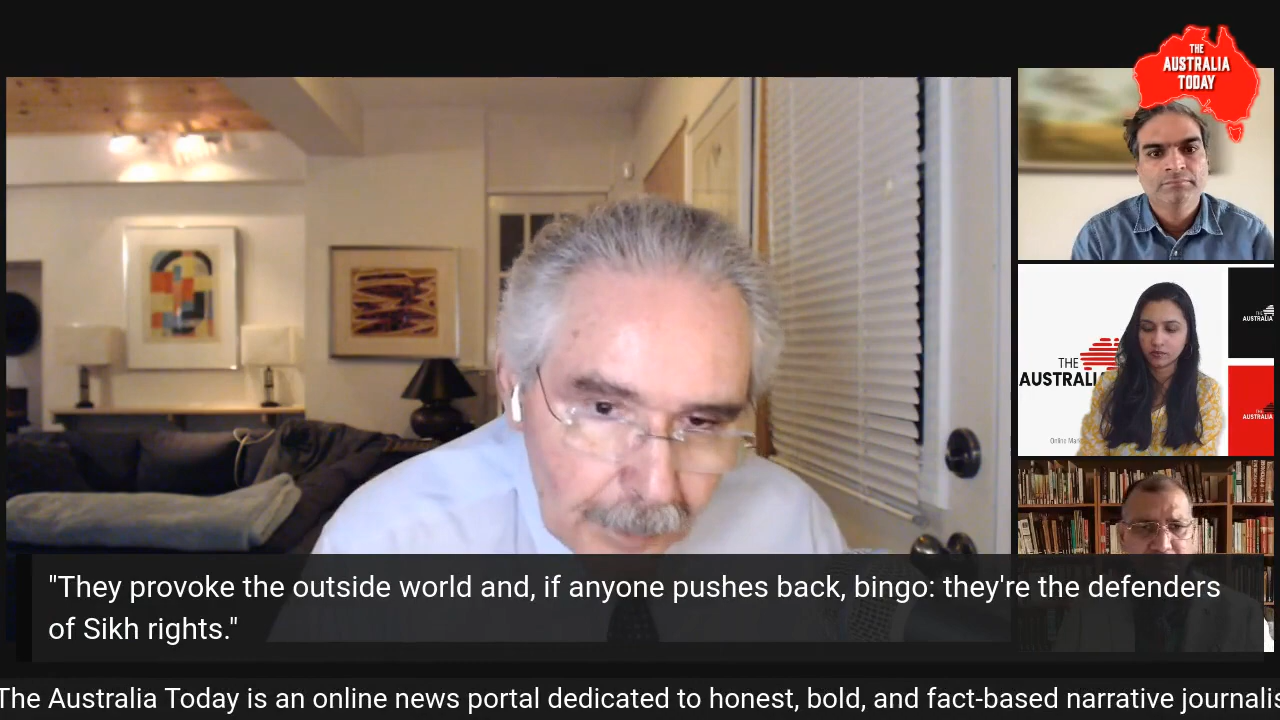 THE
AUSTRALIA
TODAY
THE
AUSTRALI
AUSTRALIA
AUSTRALIA
"They provoke the outside world and, if anyone pushes back, bingo: they're the defenders
of Sikh rights."
The Australia Today is an online news portal dedicated to honest, bold, and fact-based narrative journalis